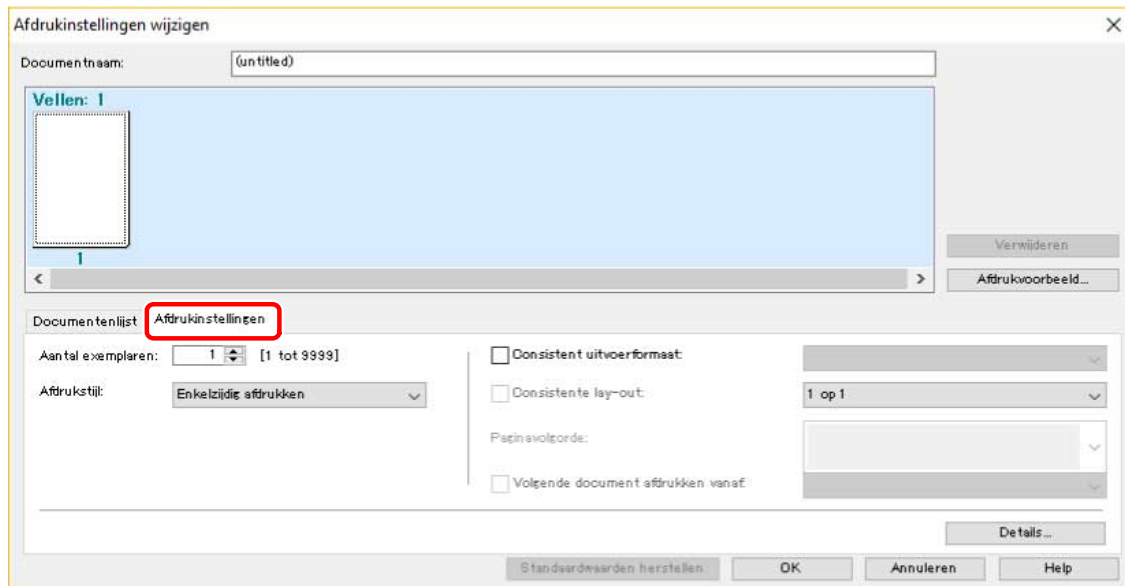 Afdrukinstellingen wijzigen
Documentnaam: (untitled)
Vellen: 1
1
Verwijderen
Afdrukvoorbeeld...
Documentenlijst Afdrukinstellingen
Aantal exemplaren: 1 [1 tot 9999] Consistent uitvoerformaat:
Afdrukstijl: Enkelzijdig afdrukken Consistente lay-out: 1 op 1
Paginavolgorde:
Volgende document afdrukken vanaf:
Details...
Standaardwaarden herstellen OK Annuleren Help